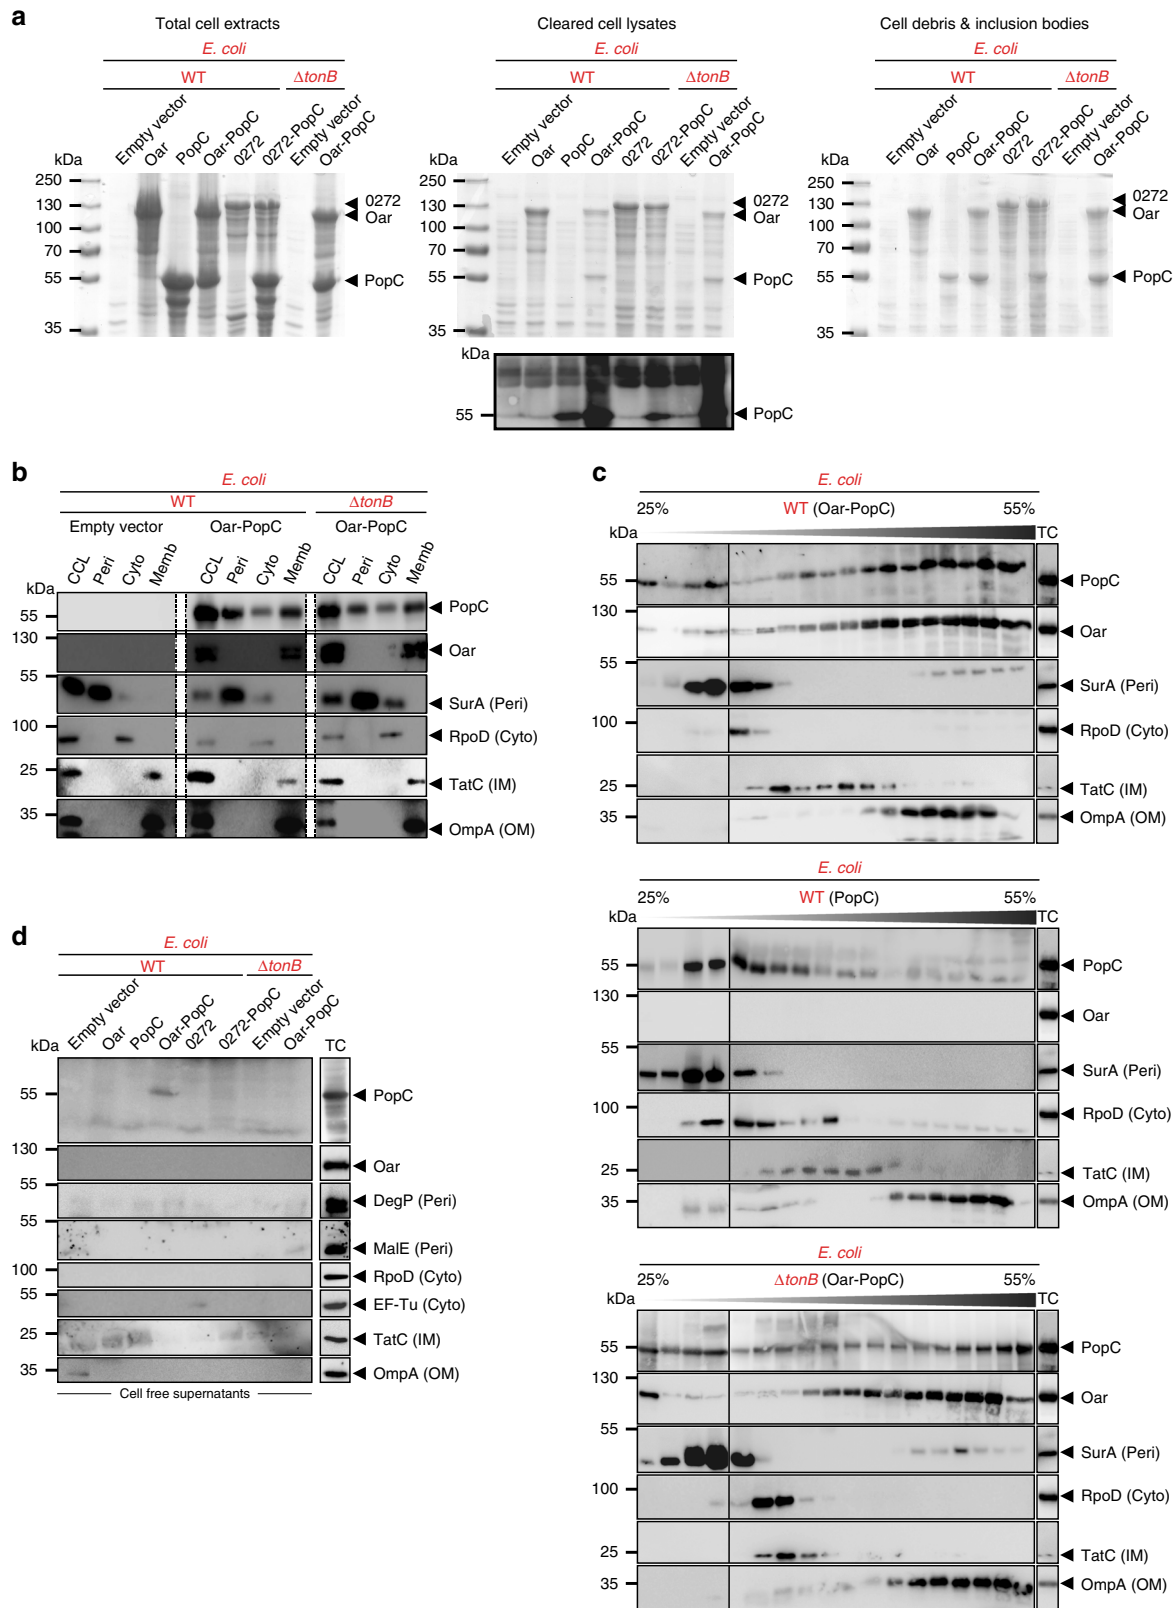 a
Total cell extracts
E. coli
WT
ΔtonB
Empty vector
Oar
PopC
Oar-PopC
0272
0272-PopC
Empty vector
Oar-PopC
kDa
250
130
100
70
55
35
0272
Oar
PopC
Cleared cell lysates
E. coli
WT
ΔtonB
Empty vector
Oar
PopC
Oar-PopC
0272
0272-PopC
Empty vector
Oar-PopC
kDa
250
130
100
70
55
35
0272
Oar
PopC
kDa
55
PopC
Cell debris & inclusion bodies
E. coli
WT
ΔtonB
Empty vector
Oar
PopC
Oar-PopC
0272
0272-PopC
Empty vector
Oar-PopC
kDa
250
130
100
70
55
35
0272
Oar
PopC
b
E. coli
WT
ΔtonB
Empty vector
Oar-PopC
Oar-PopC
CCL
Peri
Cyto
Memb
CCL
Peri
Cyto
Memb
CCL
Peri
Cyto
Memb
kDa
55
PopC
130
Oar
55
SurA (Peri)
100
RpoD (Cyto)
25
TatC (IM)
35
OmpA (OM)
c
E. coli
25%
WT (Oar-PopC)
55%
kDa
TC
55
PopC
130
Oar
55
SurA (Peri)
100
RpoD (Cyto)
25
TatC (IM)
35
OmpA (OM)
E. coli
25%
WT (PopC)
55%
kDa
TC
55
PopC
130
Oar
55
SurA (Peri)
100
RpoD (Cyto)
25
TatC (IM)
35
OmpA (OM)
E. coli
25%
ΔtonB (Oar-PopC)
55%
kDa
TC
55
PopC
130
Oar
55
SurA (Peri)
100
RpoD (Cyto)
25
TatC (IM)
35
OmpA (OM)
d
E. coli
WT
ΔtonB
Empty vector
Oar
PopC
Oar-PopC
0272
0272-PopC
Empty vector
Oar-PopC
kDa
TC
55
PopC
130
Oar
55
DegP (Peri)
55
MalE (Peri)
100
RpoD (Cyto)
55
EF-Tu (Cyto)
25
TatC (IM)
35
OmpA (OM)
Cell free supernatants